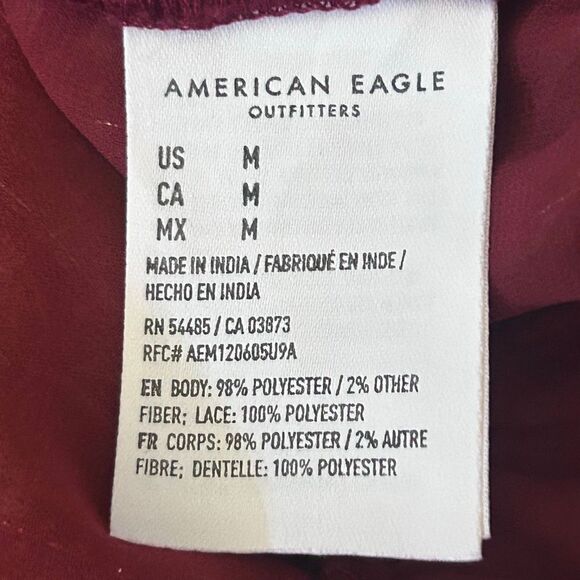 AMERICAN EAGLE
OUTFITTERS
US M
CA M
MX M
MADE IN INDIA / FABRIQUÉ EN INDE /
HECHO EN INDIA
RN 54485 / CA 03873
RFC# AEM120605U9A
EN BODY: 98% POLYESTER / 2% OTHER
FIBER; LACE: 100% POLYESTER
FR CORPS: 98% POLYESTER / 2% AUTRE
FIBRE; DENTELLE: 100% POLYESTER